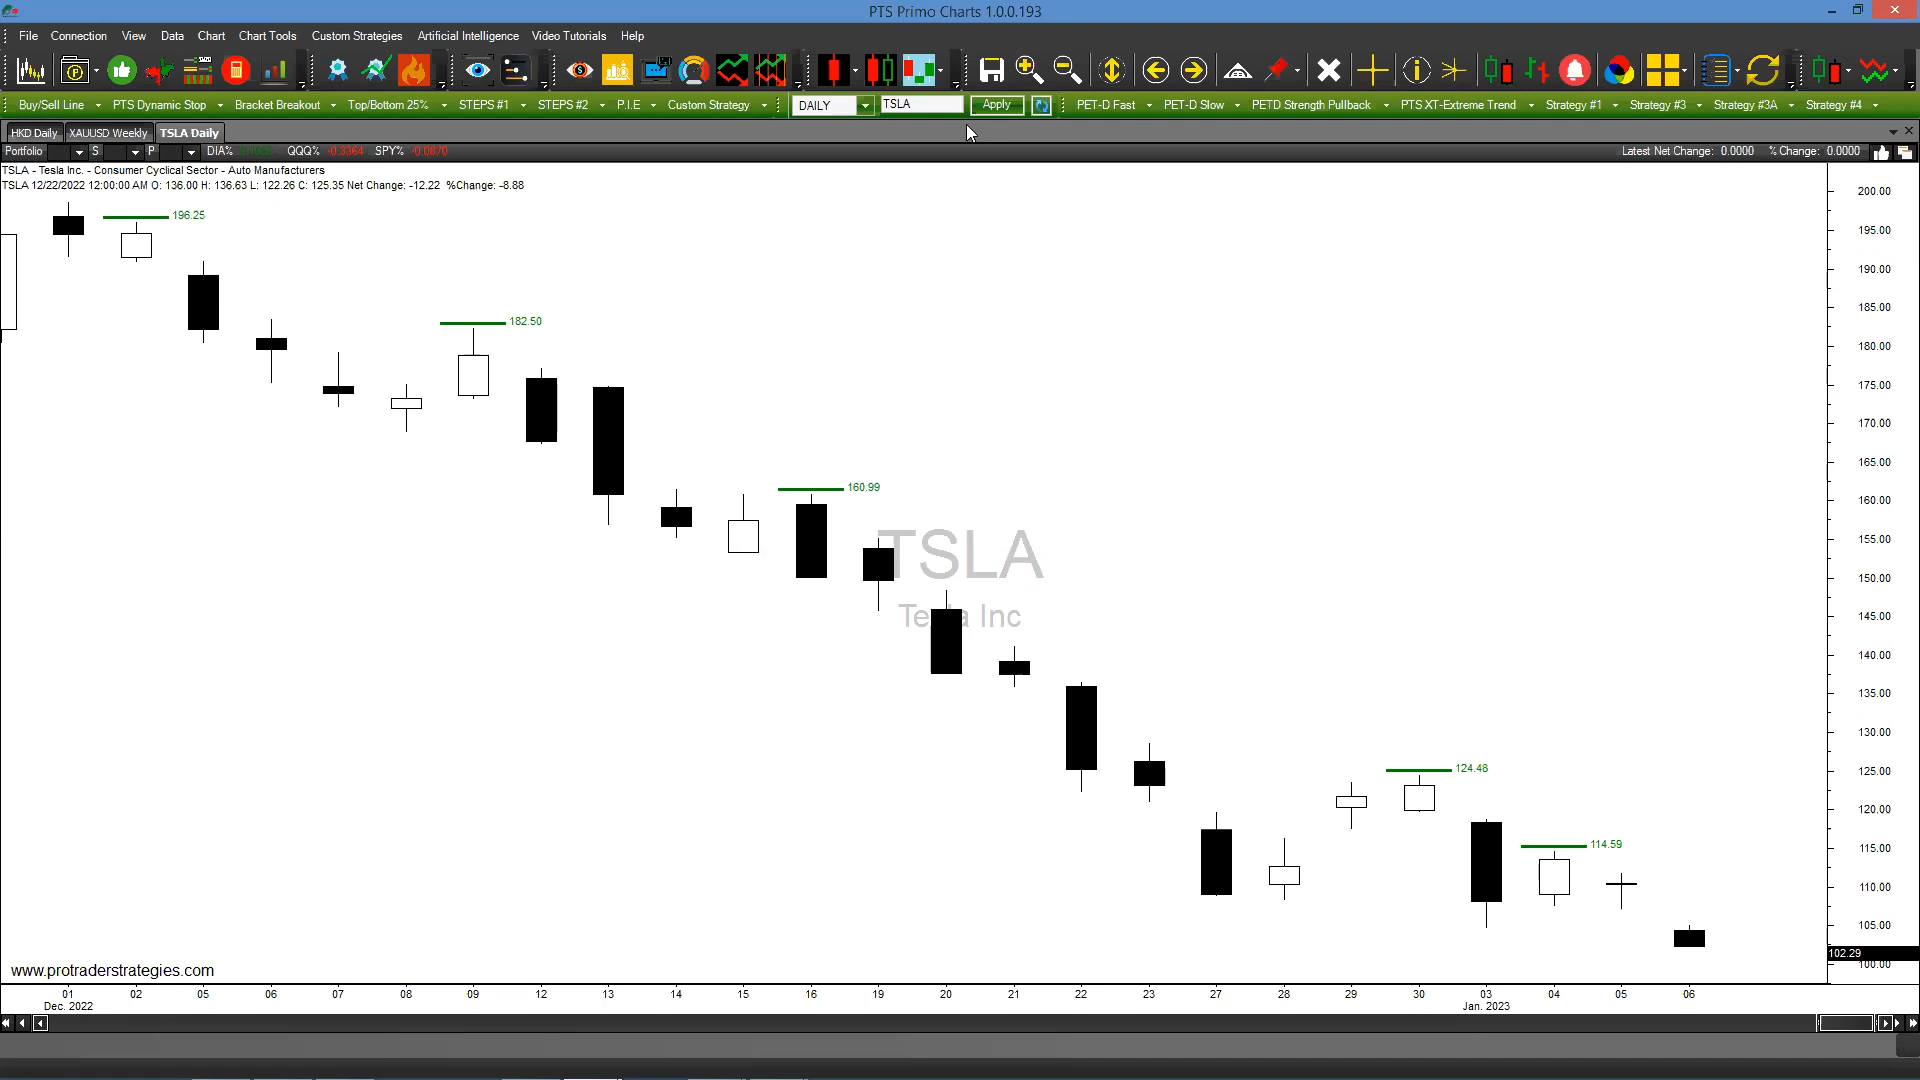 PTS Primo Charts 1.0.0.193
File Connection View Data Chart Chart Tools Custom Strategies Artificial Intelligence Video Tutorials Help
Buy/Sell Line PTS Dynamic Stop Bracket Breakout Top/Bottom 25% STEPS #1 STEPS #2 P.I.E Custom Strategy DAILY TSLA Apply PET-D Fast PET-D Slow PETD Strength Pullback PTS XT-Extreme Trend Strategy #1 Strategy #3 Strategy #3A Strategy #4
HKD Daily XAUUSD Weekly TSLA Daily
Portfolio S P DIA% QQQ% -0.3364 SPY% -0.0870 Latest Net Change: 0.0000 % Change: 0.0000
TSLA - Tesla Inc. - Consumer Cyclical Sector - Auto Manufacturers
TSLA 12/22/2022 12:00:00 AM O: 136.00 H: 136.63 L: 122.26 C: 125.35 Net Change: -12.22 %Change: -8.88
200.00
196.25
195.00
190.00
185.00
182.50
180.00
175.00
170.00
165.00
160.99
160.00
155.00
TSLA
150.00
145.00
Inc
140.00
135.00
130.00
125.00
124.48
120.00
115.00
114.59
110.00
105.00
102.29
100.00
www.protraderstrategies.com
01 02 05 06 07 08 09 12 13 14 15 16 19 20 21 22 23 27 28 29 30 03 04 05 06
Dec. 2022 Jan. 2023